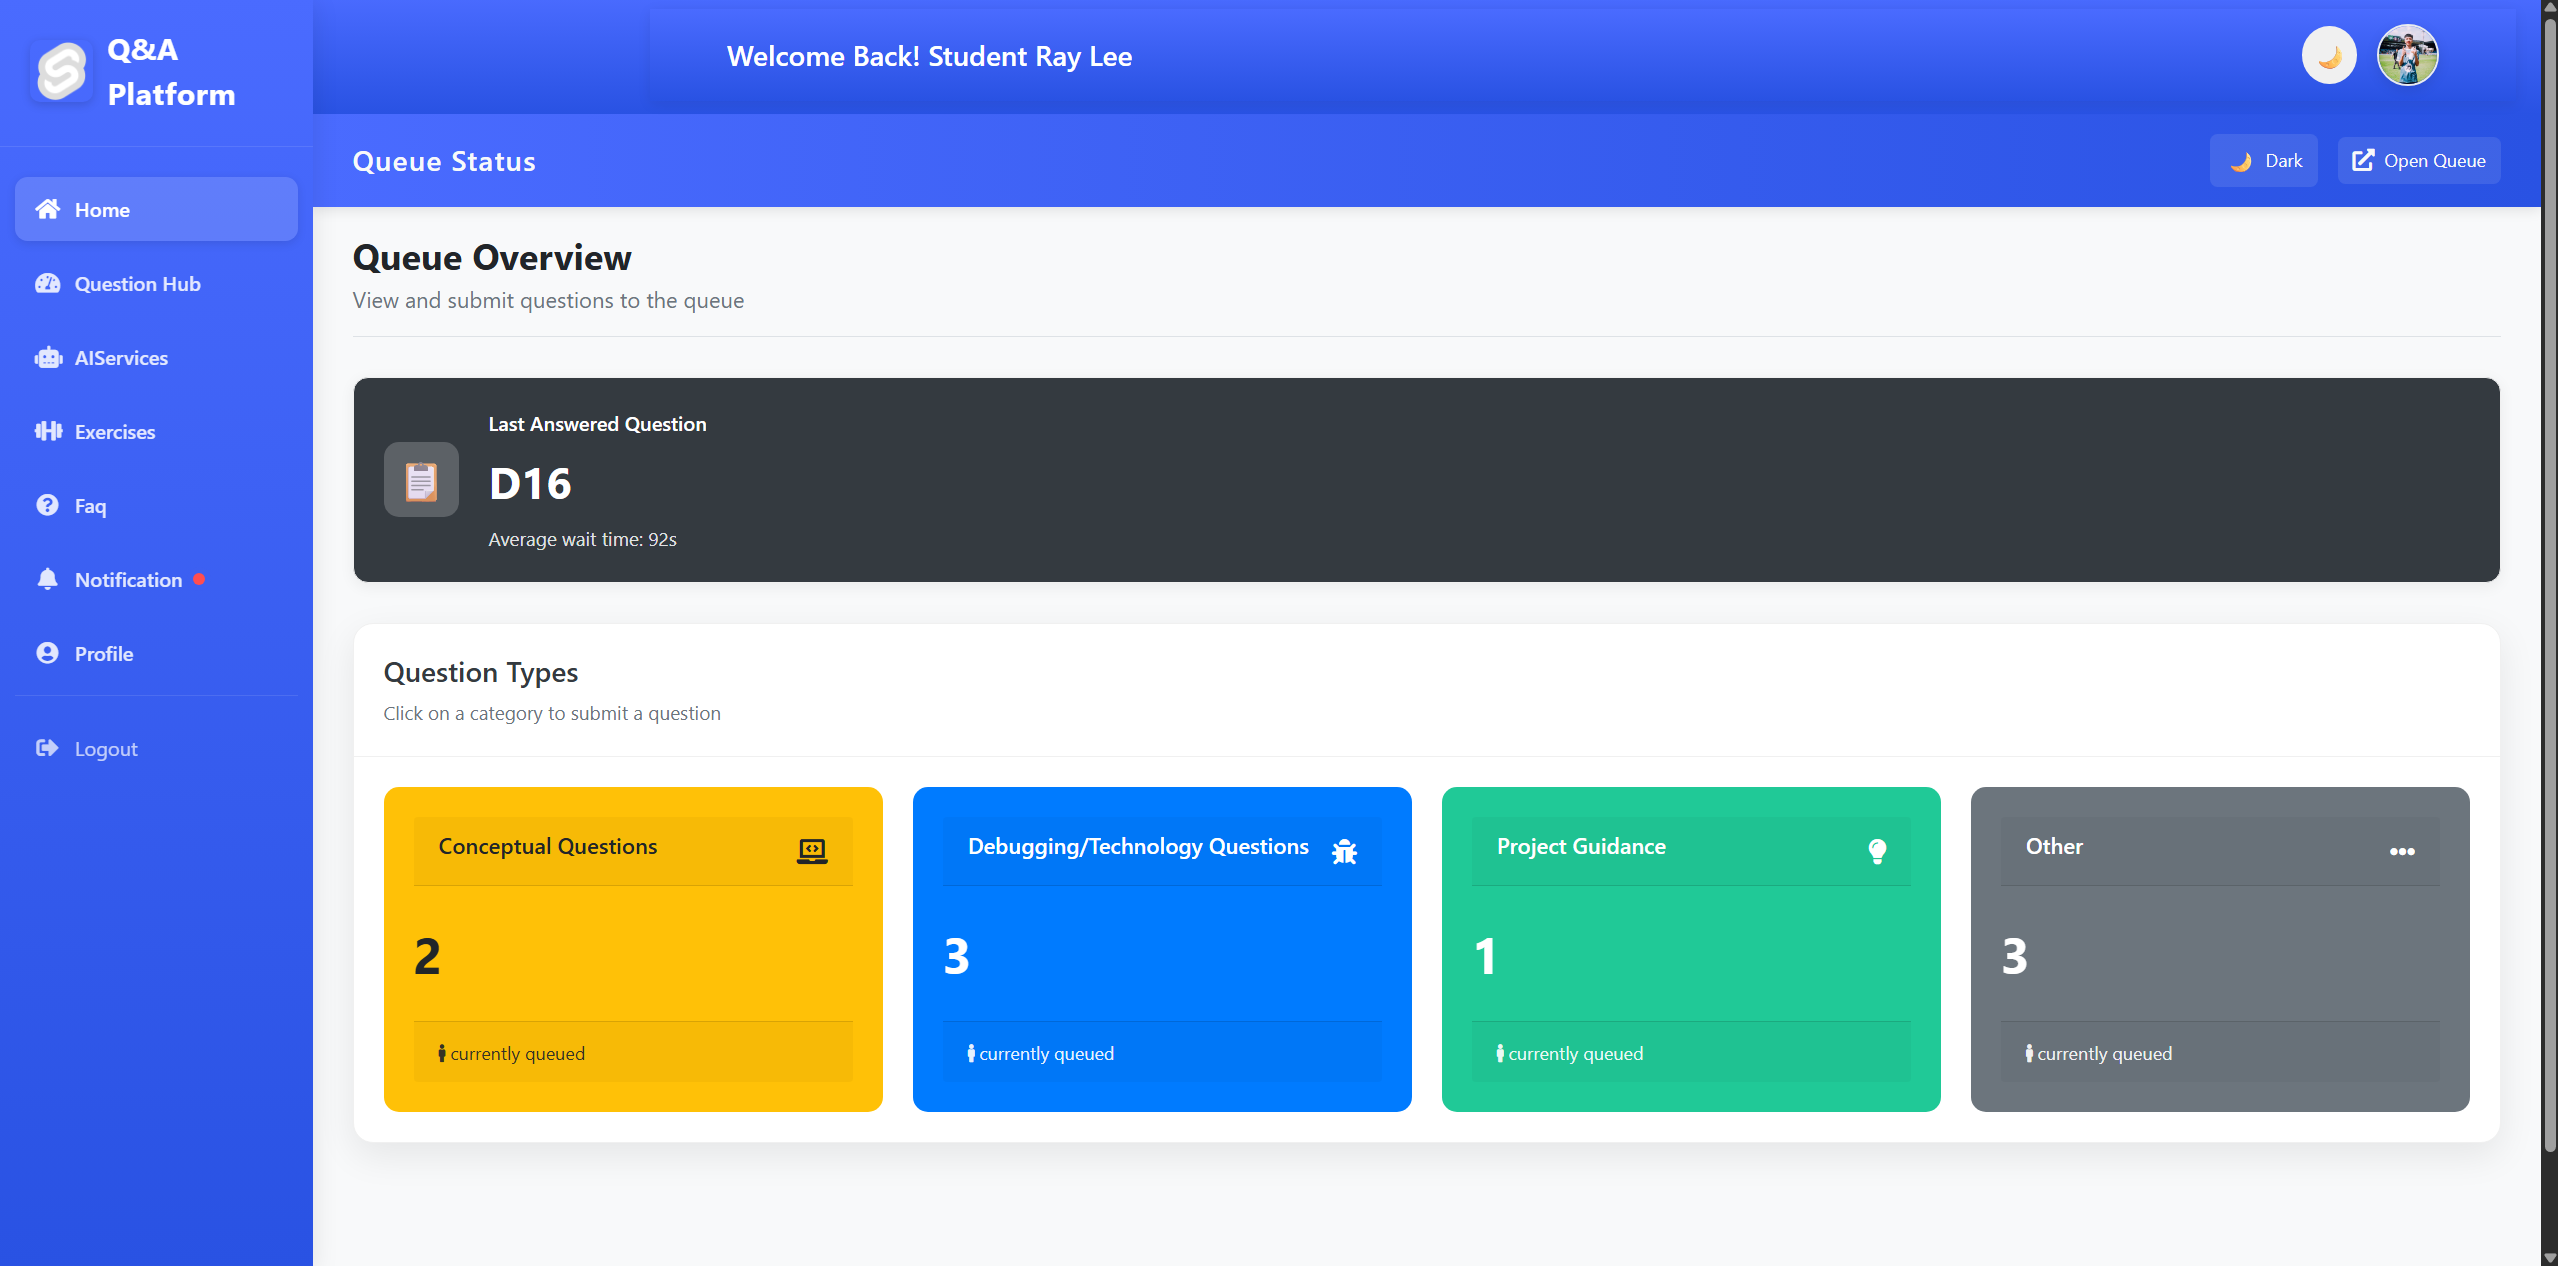 Q&A
Platform
Home
Question Hub
AIServices
Exercises
Faq
Notification
Profile
Logout
Welcome Back! Student Ray Lee
Queue Status
Dark
Open Queue
Queue Overview
View and submit questions to the queue
Last Answered Question
D16
Average wait time: 92s
Question Types
Click on a category to submit a question
Conceptual Questions
2
currently queued
Debugging/Technology Questions
3
currently queued
Project Guidance
1
currently queued
Other
3
currently queued